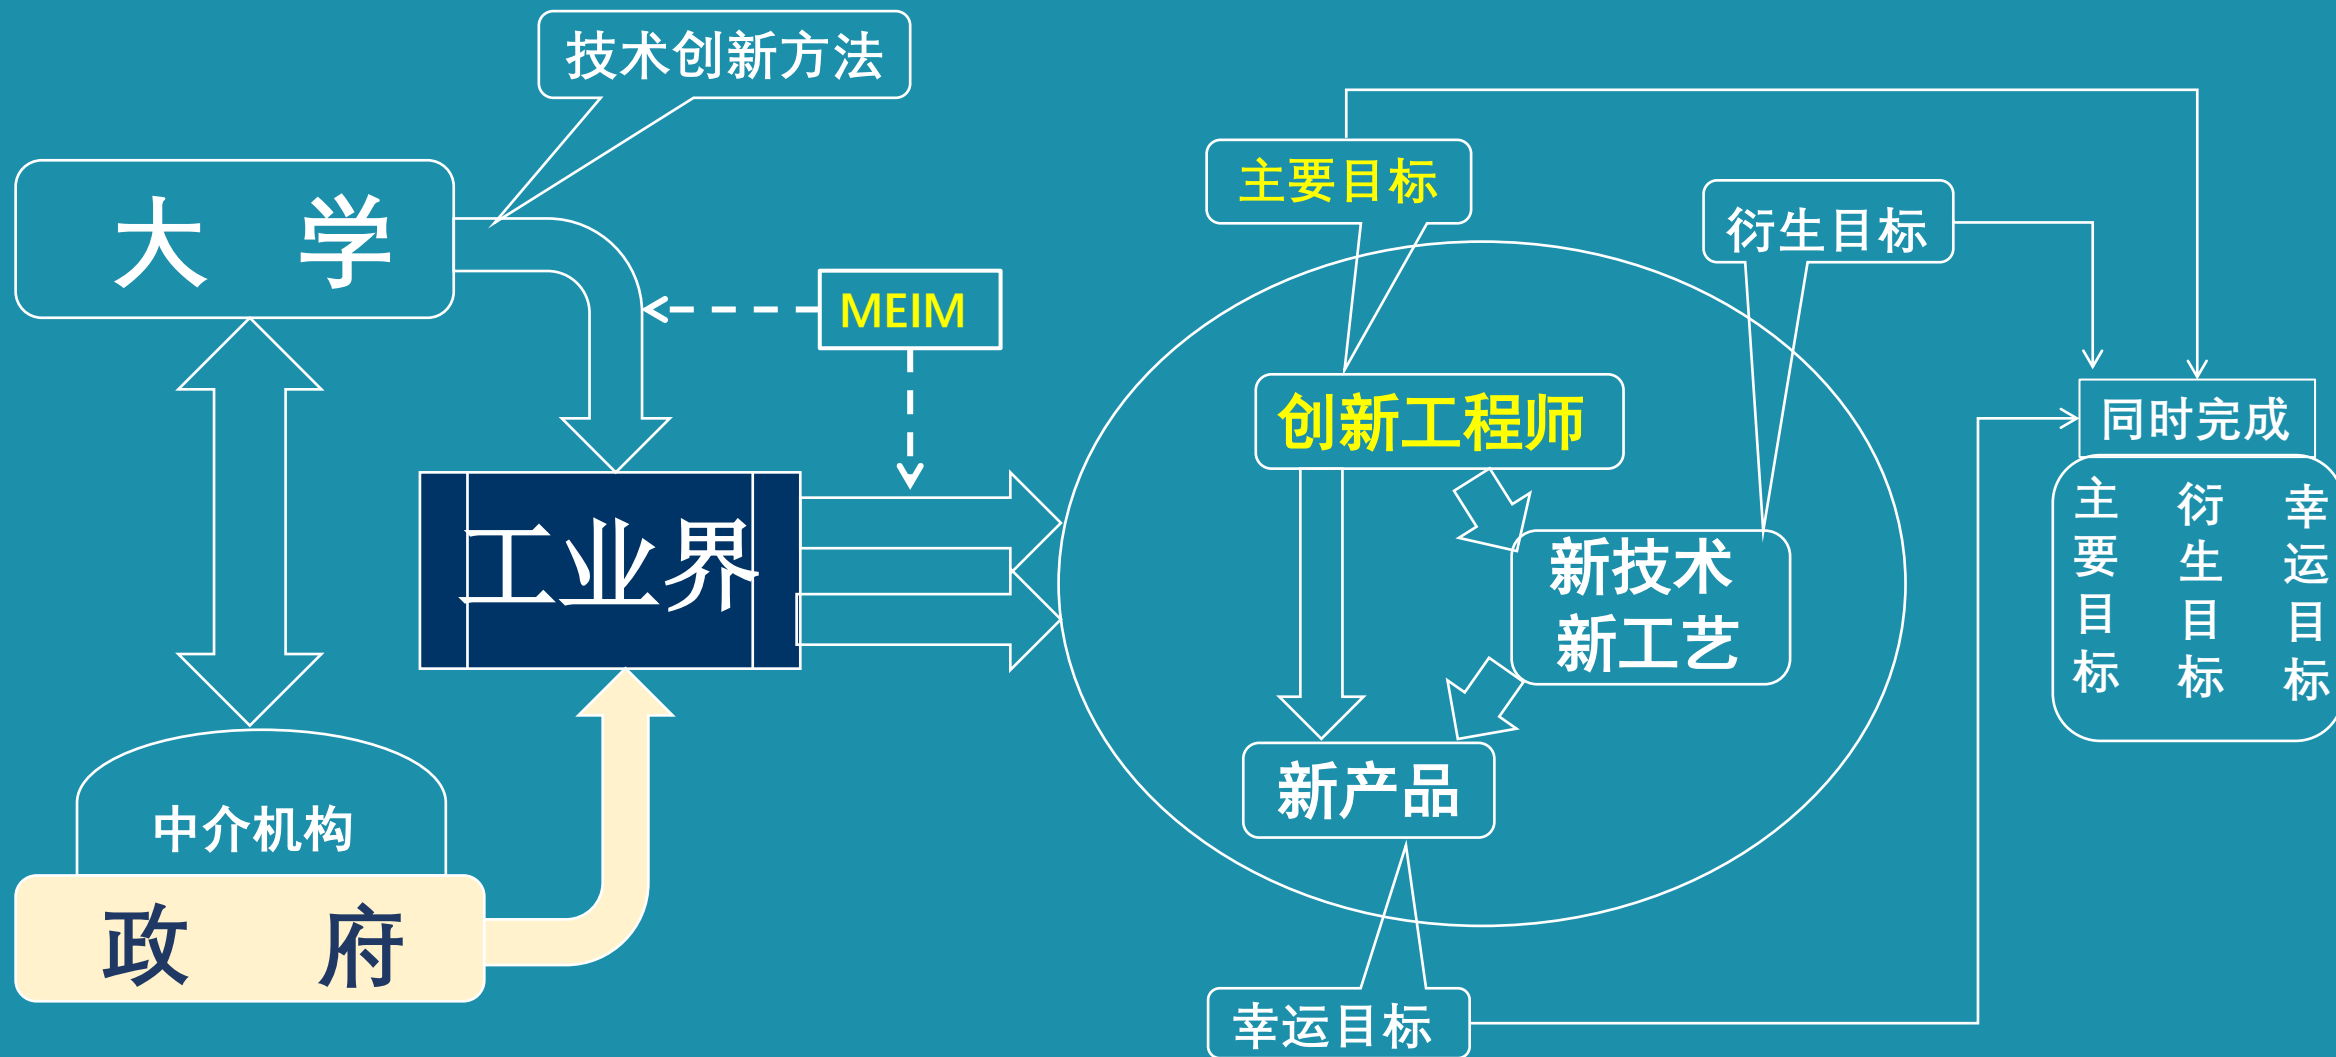 技术创新方法
大 学
MEIM
工业界
中介机构
政 府
主要目标
衍生目标
创新工程师
新技术
新工艺
新产品
幸运目标
同时完成
主要目标
衍生目标
幸运目标